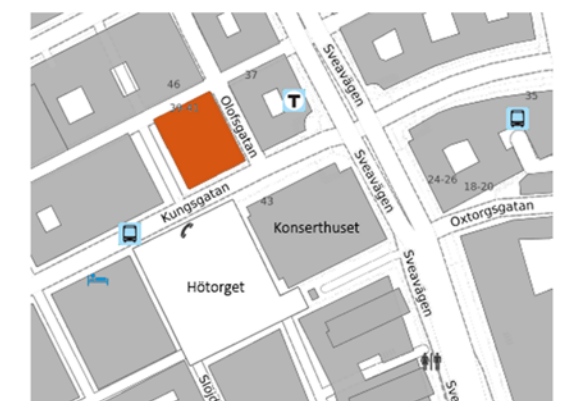 Sveavägen
37
46
39-41
Olofsgatan
T
35
Sveavägen
Kungsgatan
43
Konserthuset
24-26
18-20
Oxtorgsgatan
Hötorget
Sveavägen
Slöjd
Sve